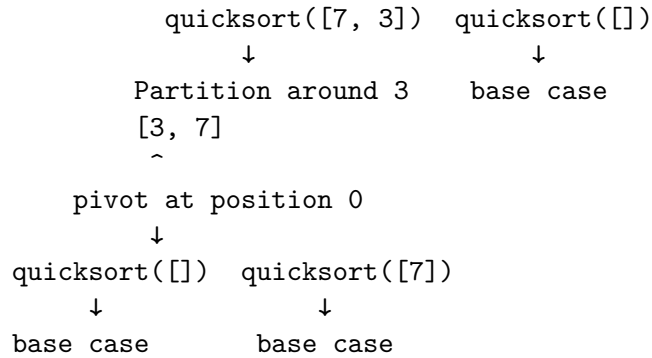 quicksort([7, 3]) quicksort([])
↓ ↓
Partition around 3 base case
[3, 7]
^
pivot at position 0
↓
quicksort([]) quicksort([7])
↓ ↓
base case base case